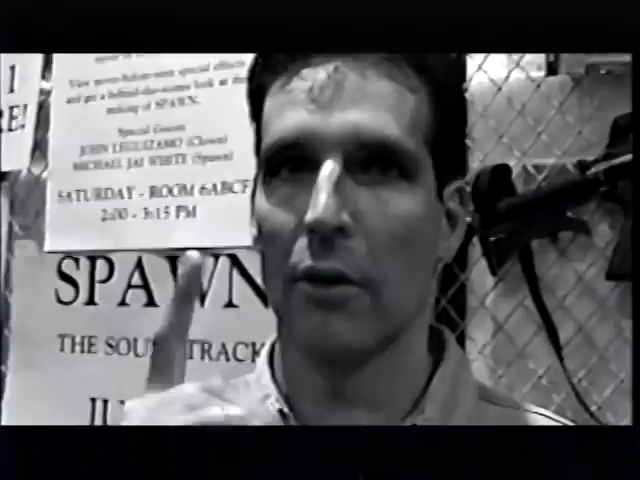 1
RE!
View never-before-seen special effects
and get a behind-the-scenes look at the
making of SPAWN.
Special Guests
JOHN LEGUIZAMO (Clown)
MICHAEL JAI WHITE (Spawn)
SATURDAY - ROOM 6ABCF
2:00 - 3:15 PM
SPAWN
THE SOU TRACK